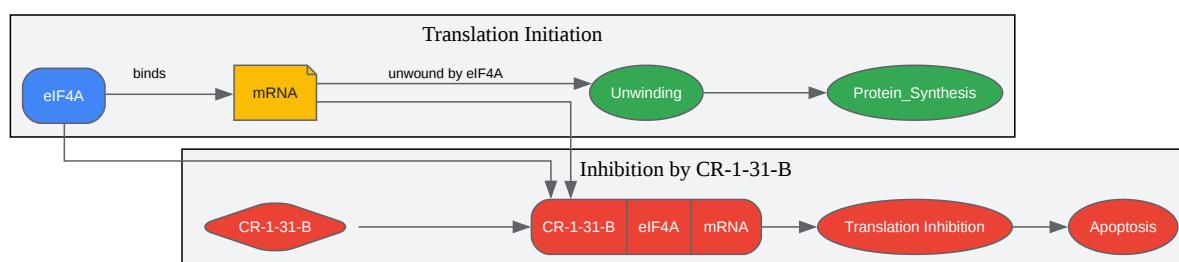 Translation Initiation
binds
unwound by eIF4A
eIF4A
mRNA
Unwinding
Protein_Synthesis
Inhibition by CR-1-31-B
CR-1-31-B
CR-1-31-B
eIF4A
mRNA
Translation Inhibition
Apoptosis